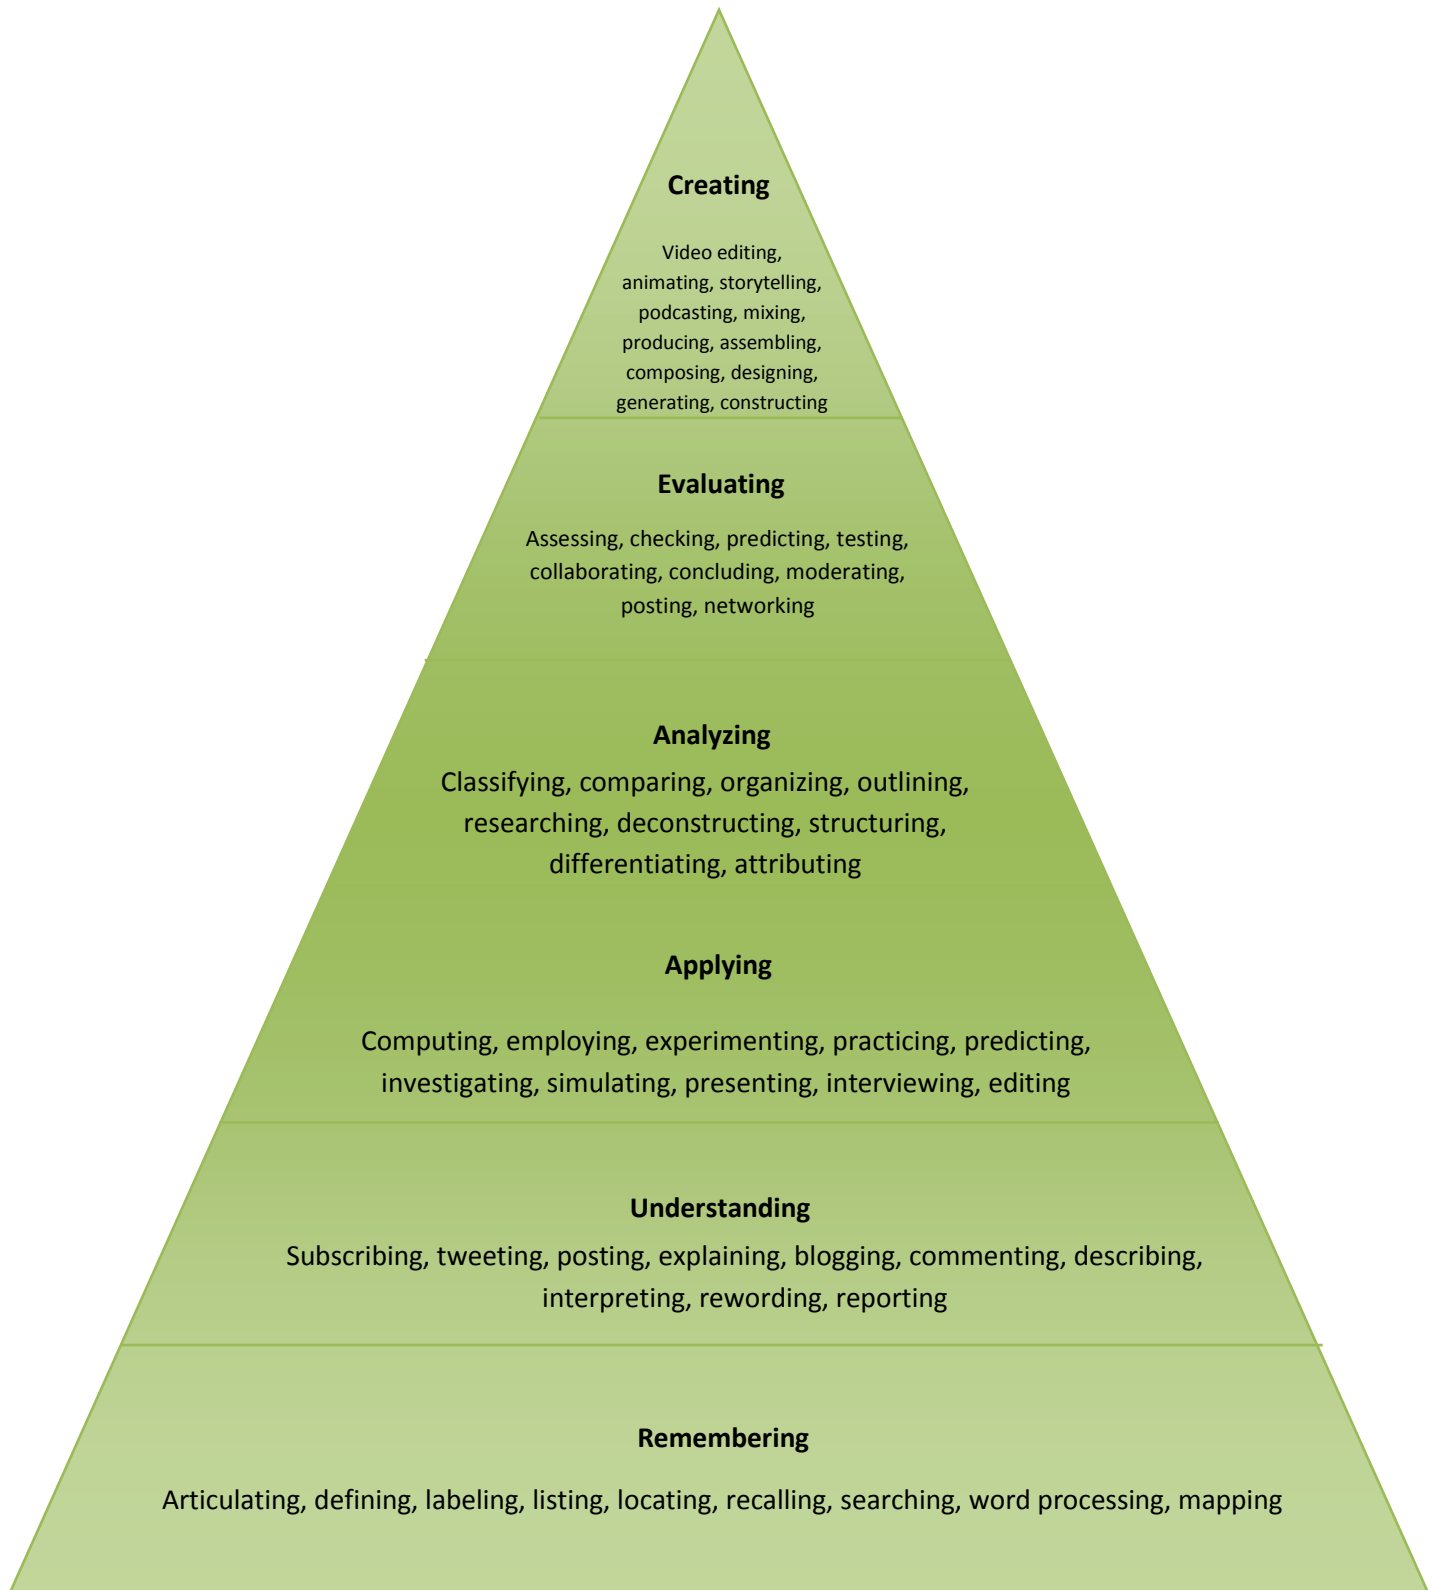 Creating
Video editing,
animating, storytelling,
podcasting, mixing,
producing, assembling,
composing, designing,
generating, constructing
Evaluating
Assessing, checking, predicting, testing,
collaborating, concluding, moderating,
posting, networking
Analyzing
Classifying, comparing, organizing, outlining,
researching, deconstructing, structuring,
differentiating, attributing
Applying
Computing, employing, experimenting, practicing, predicting,
investigating, simulating, presenting, interviewing, editing
Understanding
Subscribing, tweeting, posting, explaining, blogging, commenting, describing,
interpreting, rewording, reporting
Remembering
Articulating, defining, labeling, listing, locating, recalling, searching, word processing, mapping